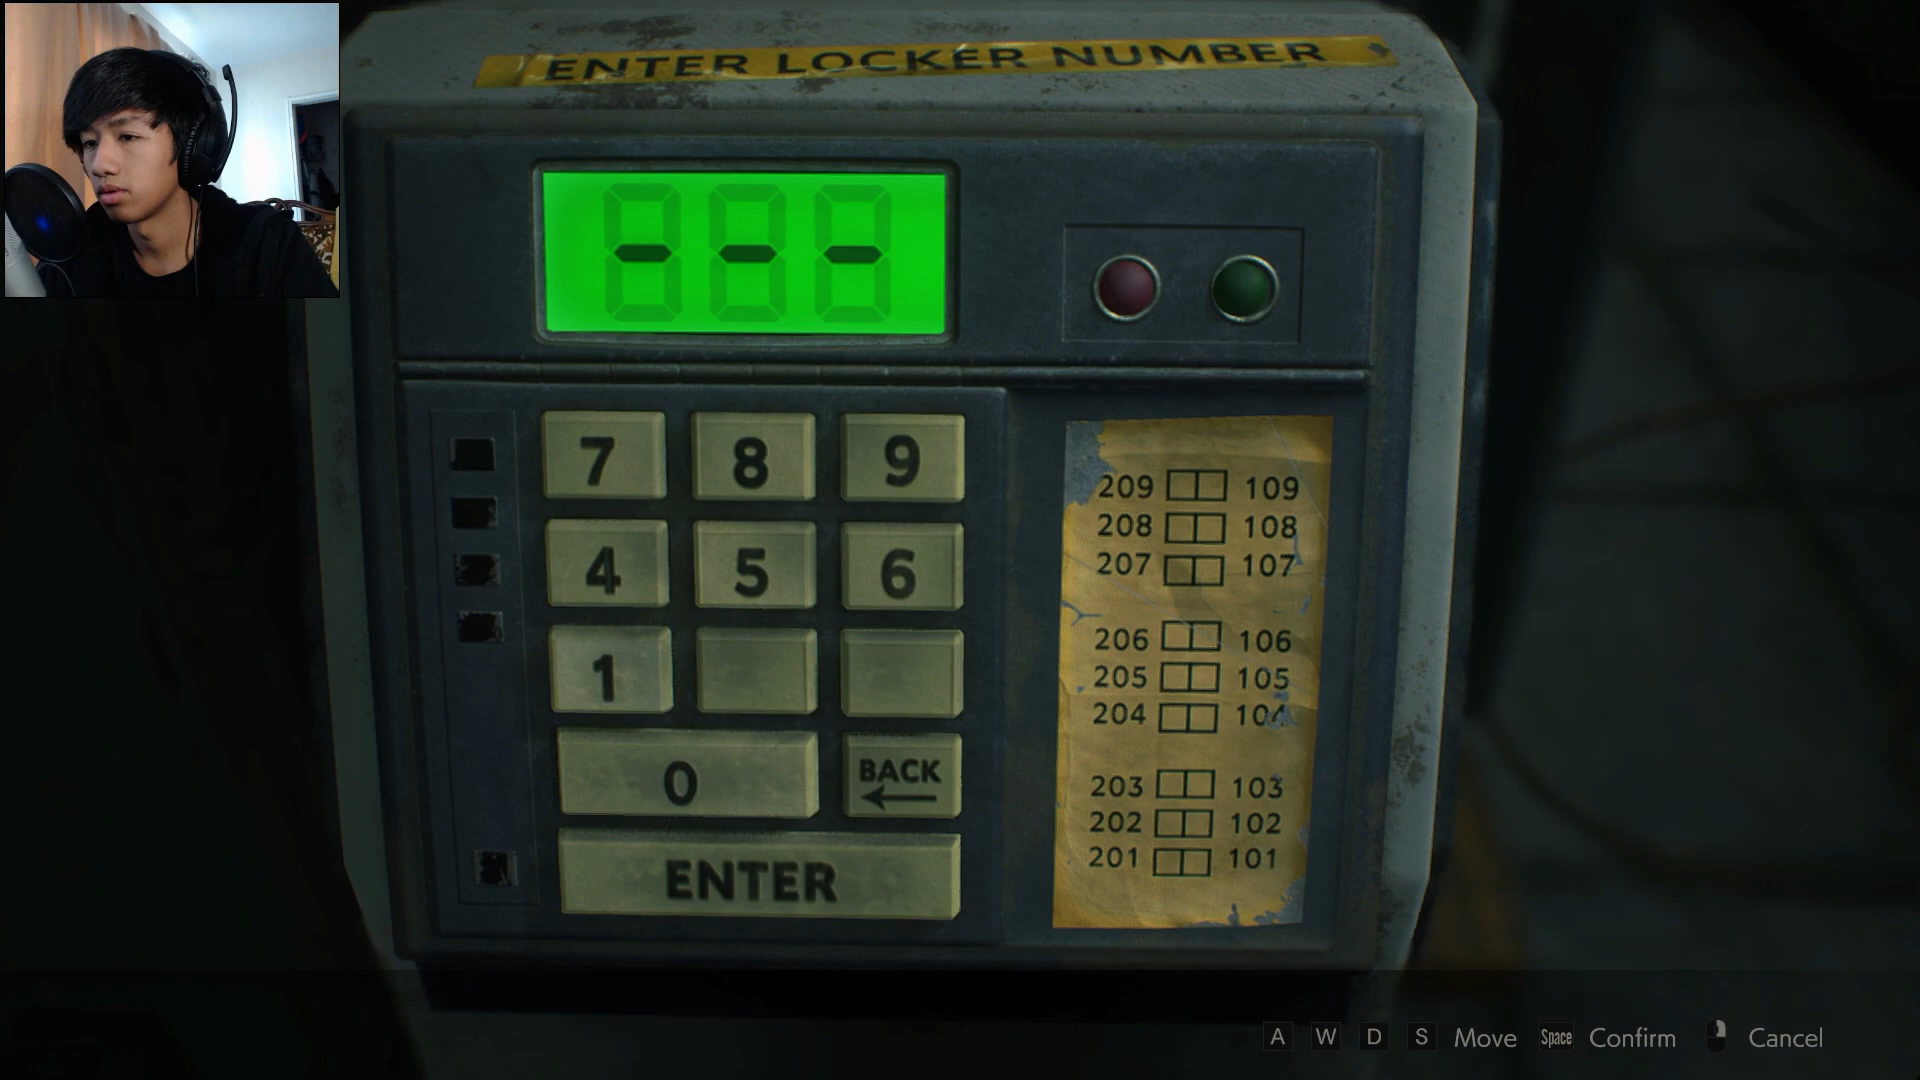 ENTER LOCKER NUMBER
7 8 9
4 5 6
1
0 BACK
ENTER
209 109
208 108
207 107
206 106
205 105
204 104
203 103
202 102
201 101
A W D S Move Space Confirm Cancel